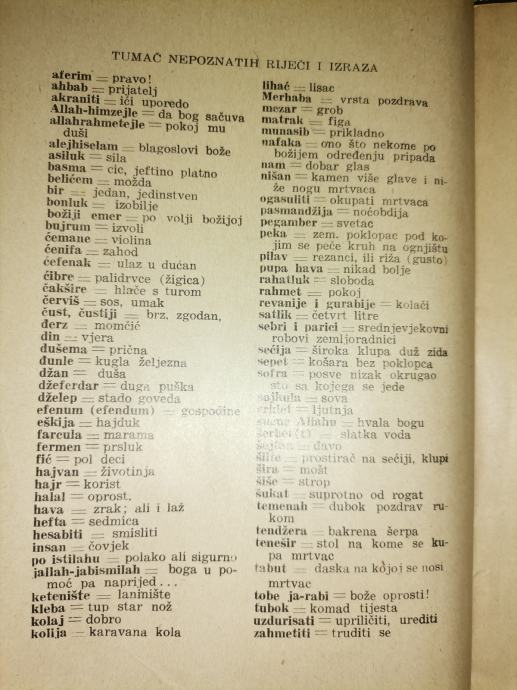 TUMAČ NEPOZNATIH RIJEČI I IZRAZA
aferim = pravo!
ahbab = prijatelj
akraniti = iči uporedo
Allah-himzejle = da bog sačuva
allahrahmetejle = pokoj mu
duši
alejhiselam = blagoslovi bože
asiluk = sila
basma = cic, jeftino platno
belićem = možda
bir = jedan, jedinstven
bonluk = izobilje
božiji emer = po volji božijoj
bujrum = izvoli
ćemane = violina
ćenifa = zahod
ćefenak = ulaz u dućan
ćibre = palidrvce (žigica)
čakšire = hlače s turom
červiš = sos, umak
čust, čustiji = brz, zgodan,
derz = momčić
din = vjera
dušema = prična
đunle = kugla željezna
džan = duša
džeferdar = duga puška
dželep = stado goveda
efenum (efendum) = gospodine
eškija = hajduk
farcula = marama
fermen = prsluk
fić = pol deci
hajvan = životinja
hajr = korist
halal = oprost.
hava = zrak; ali i laž
hefta = sedmica
hesabiti = smisliti
insan = čovjek
po istilahu = polako ali sigurno
jallah-jabismilah = boga u po-
moć pa naprijed...
ketenište = laninište
kleba = tup star nož
kolaj = dobro
kolija = karavana kola
lihać = lisac
Merhaba = vrsta pozdrava
mezar = grob
matrak = figa
munasib = prikladno
nafaka = ono što nekome po
božijem određenju pripada
nam = dobar glas
nišan = kamen više glave i ni-
že nogu mrtvaca
ogasuliti = okupati mrtvaca
pasmandžija = noćobdija
pegamber = svetac
peka = zem. poklopac pod ko-
jim se peče kruh na ognjištu
pilav = rezanci, ili riža (gusto)
pupa hava = nikad bolje
rahatluk = sloboda
rahmet = pokoj
revanije i gurabije = kolači
satlik = četvrt litre
sebri i parici = srednjevjekovni
robovi zemljoradnici
sećija = široka klupa duž zida
sepet = košara bez poklopca
sofra = posve nizak okrugao
sto sa kojega se jede
= sova
= ljutnja
Allahu = hvala bogu
= slatka voda
= đavo
= prostirač na sećiji, klupi
šira = mošt
šiše = strop
šukat = suprotno od rogat
temenah = dubok pozdrav ru-
kom
tendžera = bakrena šerpa
tenešir = stol na kome se ku-
pa mrtvac
tabut = daska na kojoj se nosi
mrtvac
tobe ja-rabi = bože oprosti!
tubok = komad tijesta
uzdurisati = upriličiti, urediti
zahmetiti = truditi se